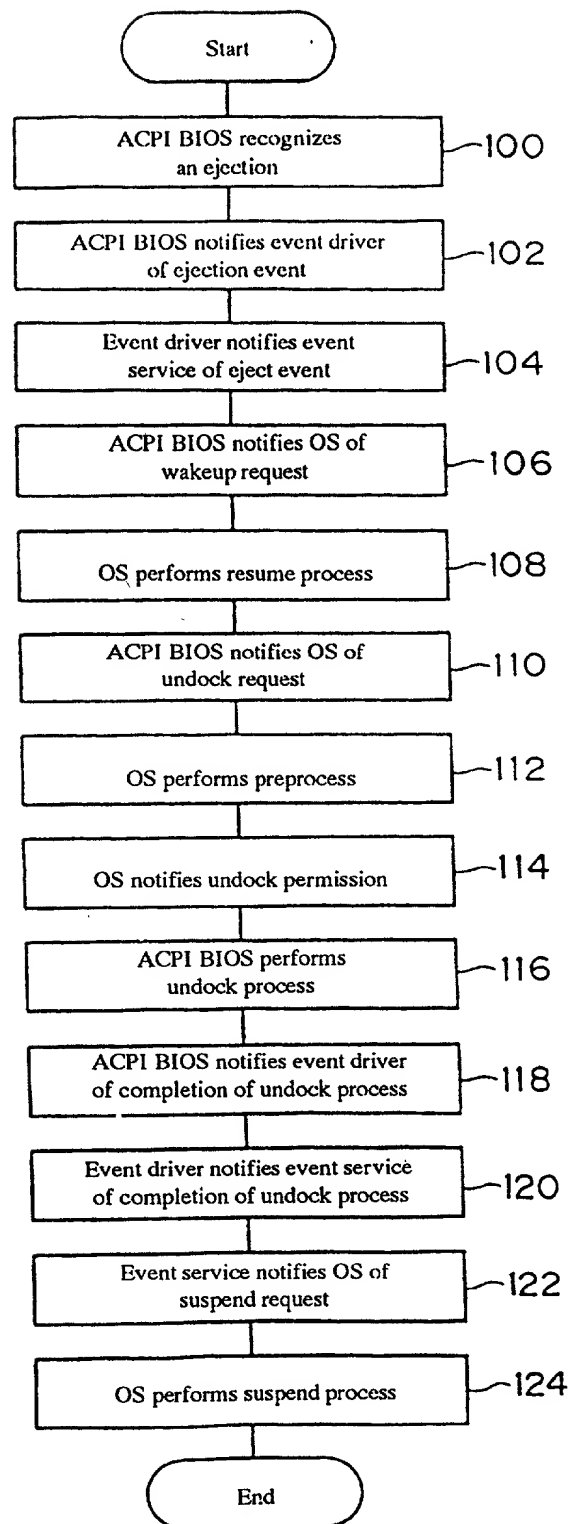 Start
ACPI BIOS recognizes
an ejection
100
ACPI BIOS notifies event driver
of ejection event
102
Event driver notifies event
service of eject event
104
ACPI BIOS notifies OS of
wakeup request
106
OS performs resume process
108
ACPI BIOS notifies OS of
undock request
110
OS performs preprocess
112
OS notifies undock permission
114
ACPI BIOS performs
undock process
116
ACPI BIOS notifies event driver
of completion of undock process
118
Event driver notifies event service
of completion of undock process
120
Event service notifies OS of
suspend request
122
OS performs suspend process
124
End